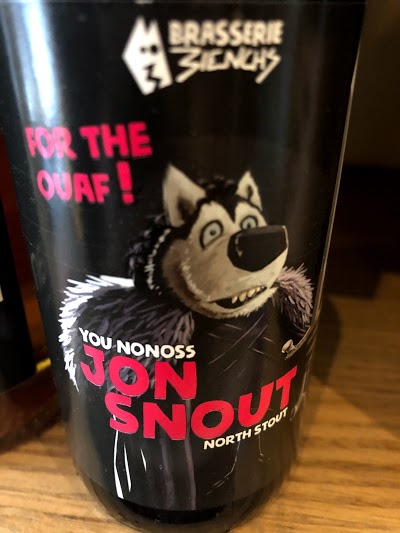 BRASSERIE
3IENCHS
FOR THE
OUAF!
YOU NONOSS
JON
SNOUT
NORTH STOUT